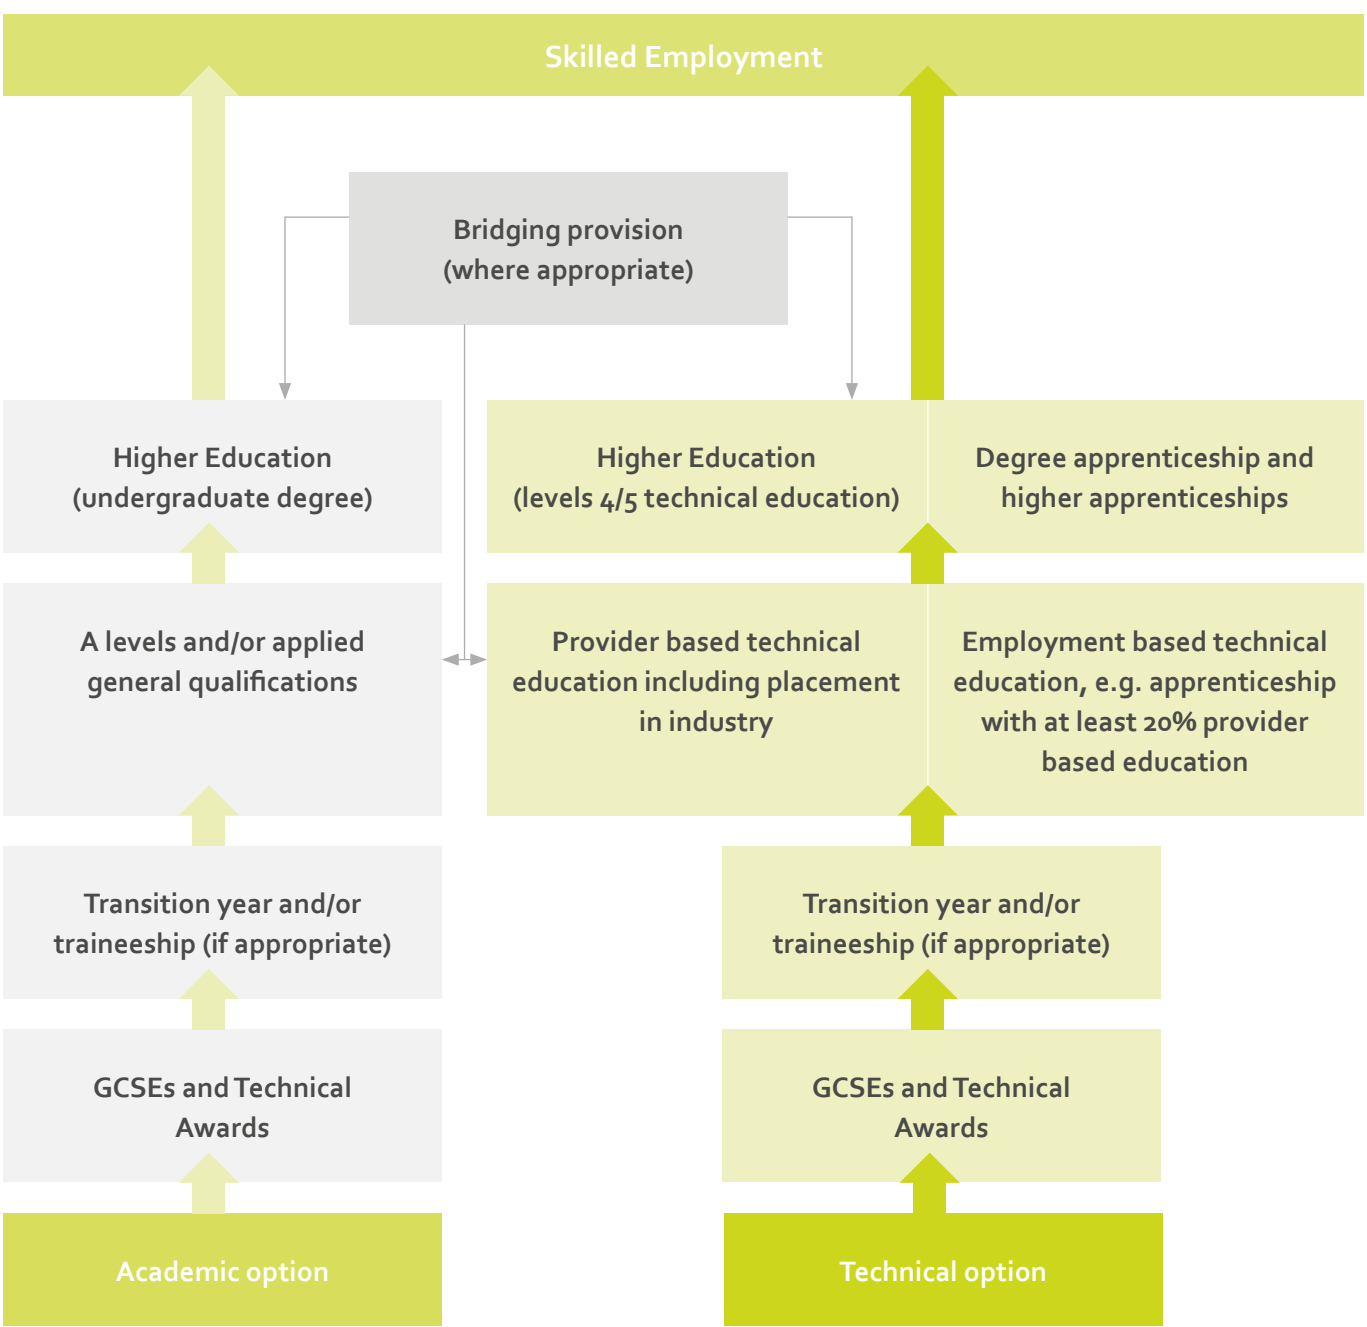 Skilled Employment
Bridging provision
(where appropriate)
Higher Education
(undergraduate degree)
Higher Education
(levels 4/5 technical education)
Degree apprenticeship and
higher apprenticeships
A levels and/or applied
general qualifications
Provider based technical
education including placement
in industry
Employment based technical
education, e.g. apprenticeship
with at least 20% provider
based education
Transition year and/or
traineeship (if appropriate)
Transition year and/or
traineeship (if appropriate)
GCSEs and Technical
Awards
GCSEs and Technical
Awards
Academic option
Technical option